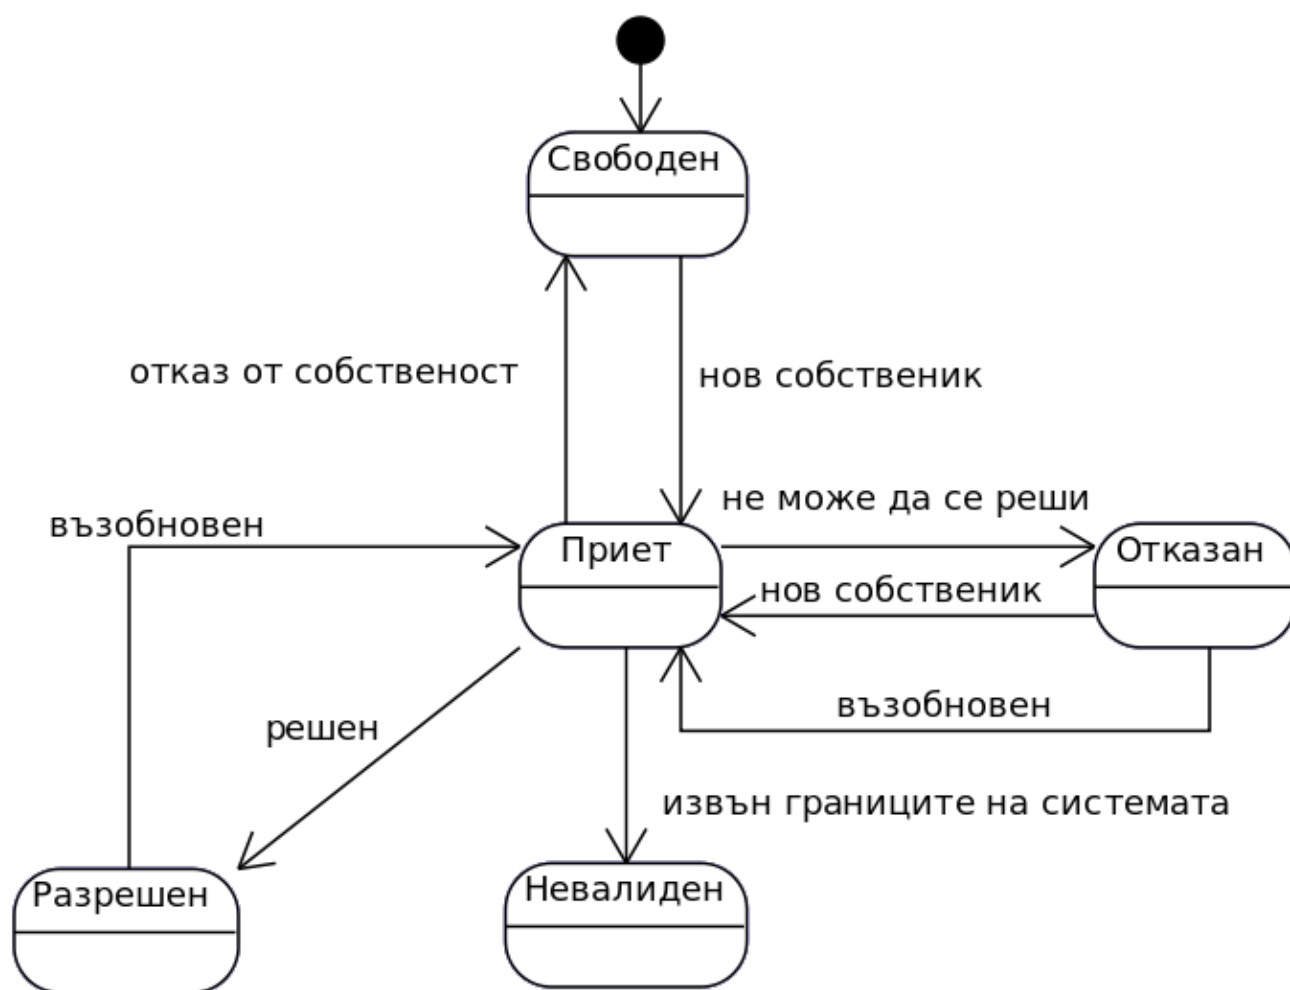 Свободен
отказ от собственост
нов собственик
не може да се реши
възобновен
Приет
Отказан
нов собственик
възобновен
решен
извън границите на системата
Разрешен
Невалиден